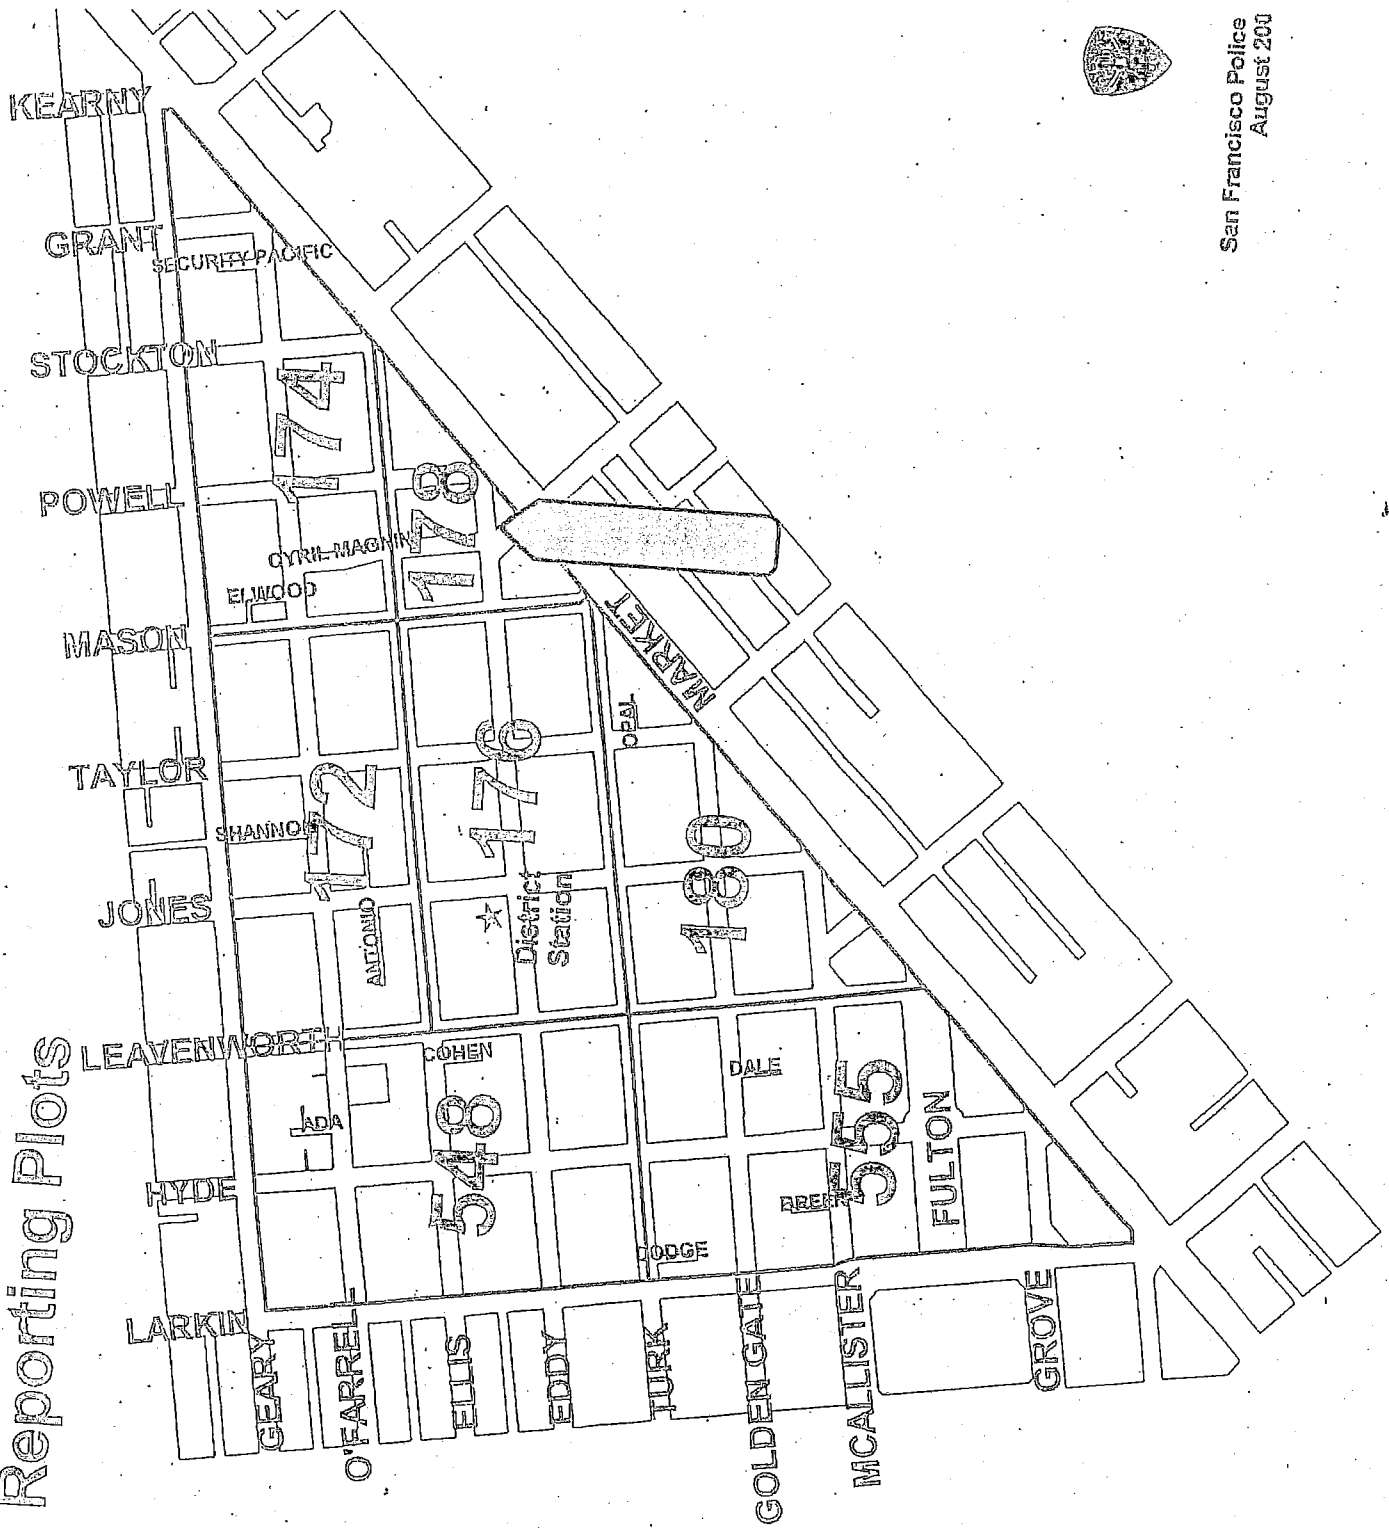 Reporting Plots
KEARNY
GRANT
SECURITY PACIFIC
STOCKTON
174
POWELL
178
CYRIL MAGNIN
ELWOOD
MASON
MARKET
OPAL
176
TAYLOR
172
SHANNON
180
JONES
ANTONIO
District
Station
LEAVENWORTH
COHEN
DALE
ADA
548
555
FULTON
HYDE
BREEN
DODGE
LARKIN
GEARY
O'FARRELL
ELLIS
EDDY
TURK
GOLDEN GATE
MCALLISTER
GROVE
San Francisco Police
August 200